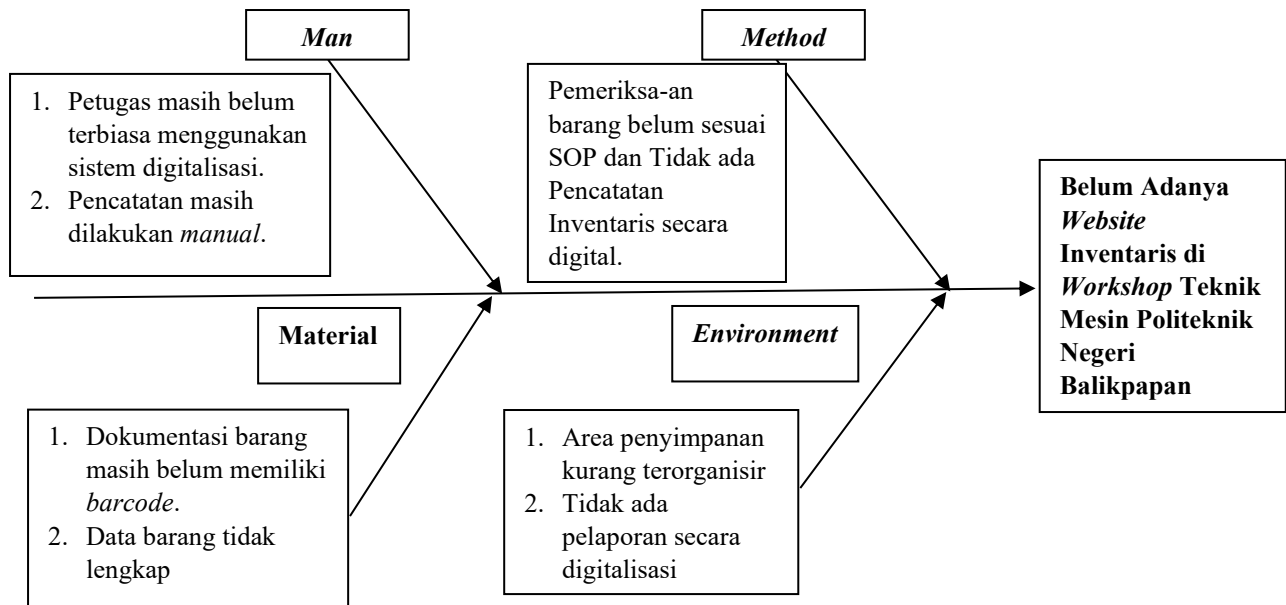 Man
1. Petugas masih belum
terbiasa menggunakan
sistem digitalisasi.
2. Pencatatan masih
dilakukan manual.
Method
Pemeriksa-an
barang belum sesuai
SOP dan Tidak ada
Pencatatan
Inventaris secara
digital.
Material
1. Dokumentasi barang
masih belum memiliki
barcode.
2. Data barang tidak
lengkap
Environment
1. Area penyimpanan
kurang terorganisir
2. Tidak ada
pelaporan secara
digitalisasi
Belum Adanya
Website
Inventaris di
Workshop Teknik
Mesin Politeknik
Negeri
Balikpapan